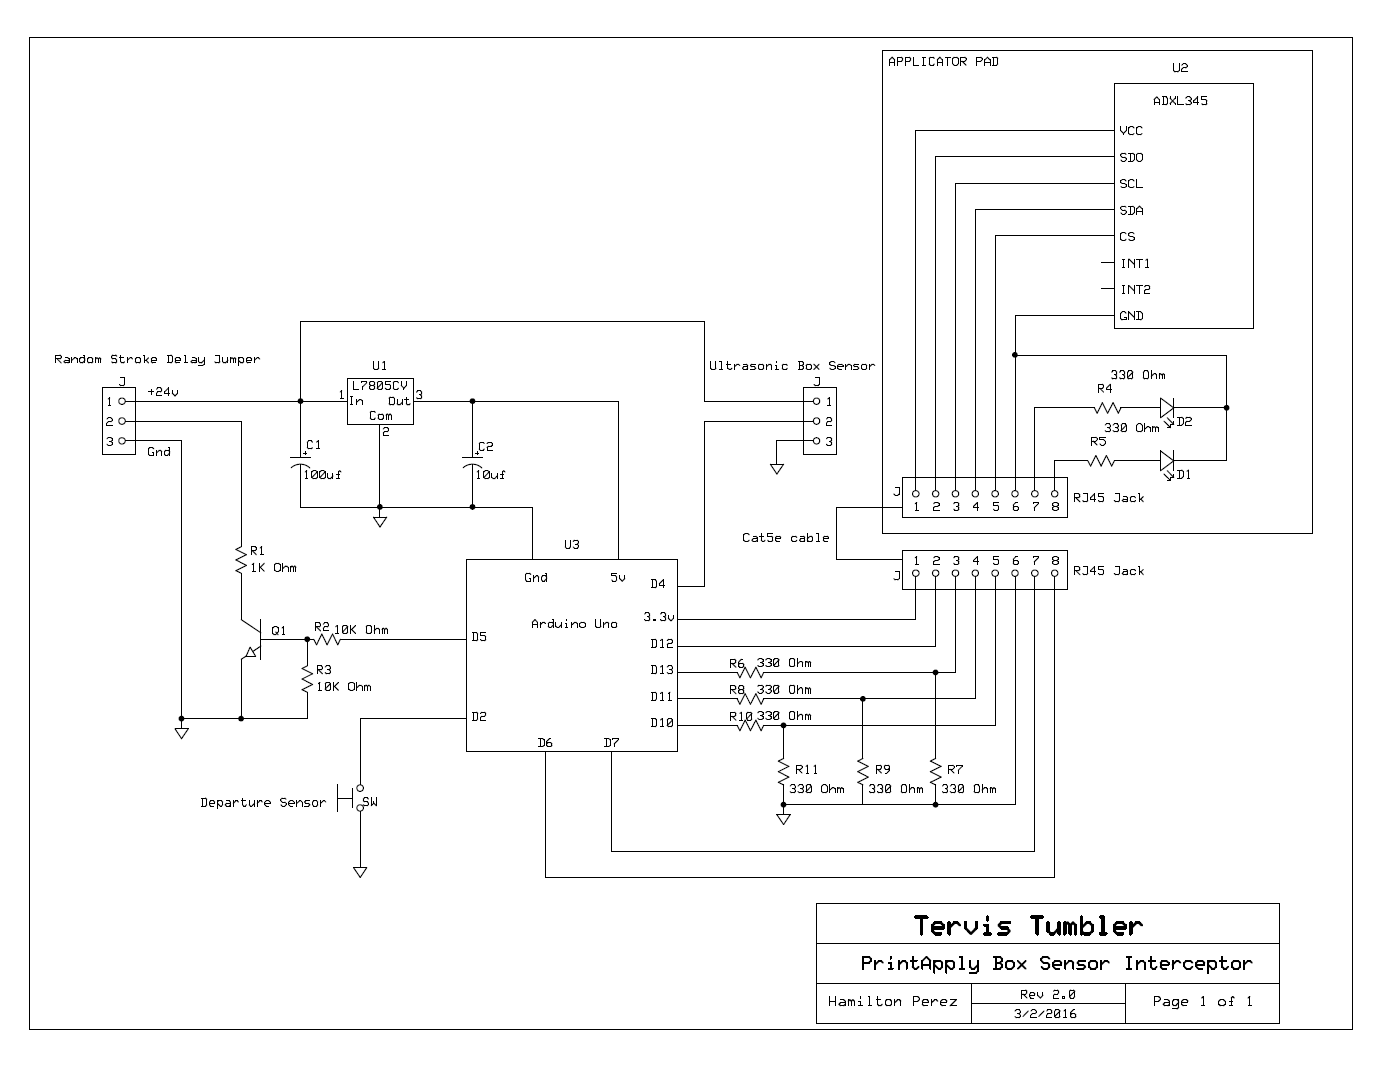 APPLICATOR PAD
U2
ADXL345
VCC
SDO
SCL
SDA
CS
INT1
INT2
GND
330 Ohm
R4
D2
330 Ohm
R5
D1
J
1 2 3 4 5 6 7 8
RJ45 Jack
Cat5e cable
J
1 2 3 4 5 6 7 8
RJ45 Jack
Random Stroke Delay Jumper
J
1
2
3
+24v
Gnd
U1
L7805CV
1
In
Out
3
Com
2
C1
+
100uf
C2
+
10uf
Ultrasonic Box Sensor
J
1
2
3
R1
1K Ohm
Q1
R2 10K Ohm
R3
10K Ohm
U3
Gnd
5v
Arduino Uno
D4
3.3v
D12
D13
D11
D10
D5
D2
D6
D7
R6 330 Ohm
R8 330 Ohm
R10 330 Ohm
R11
330 Ohm
R9
330 Ohm
R7
330 Ohm
Departure Sensor
SW
Tervis Tumbler
PrintApply Box Sensor Interceptor
Hamilton Perez
Rev 2.0
3/2/2016
Page 1 of 1